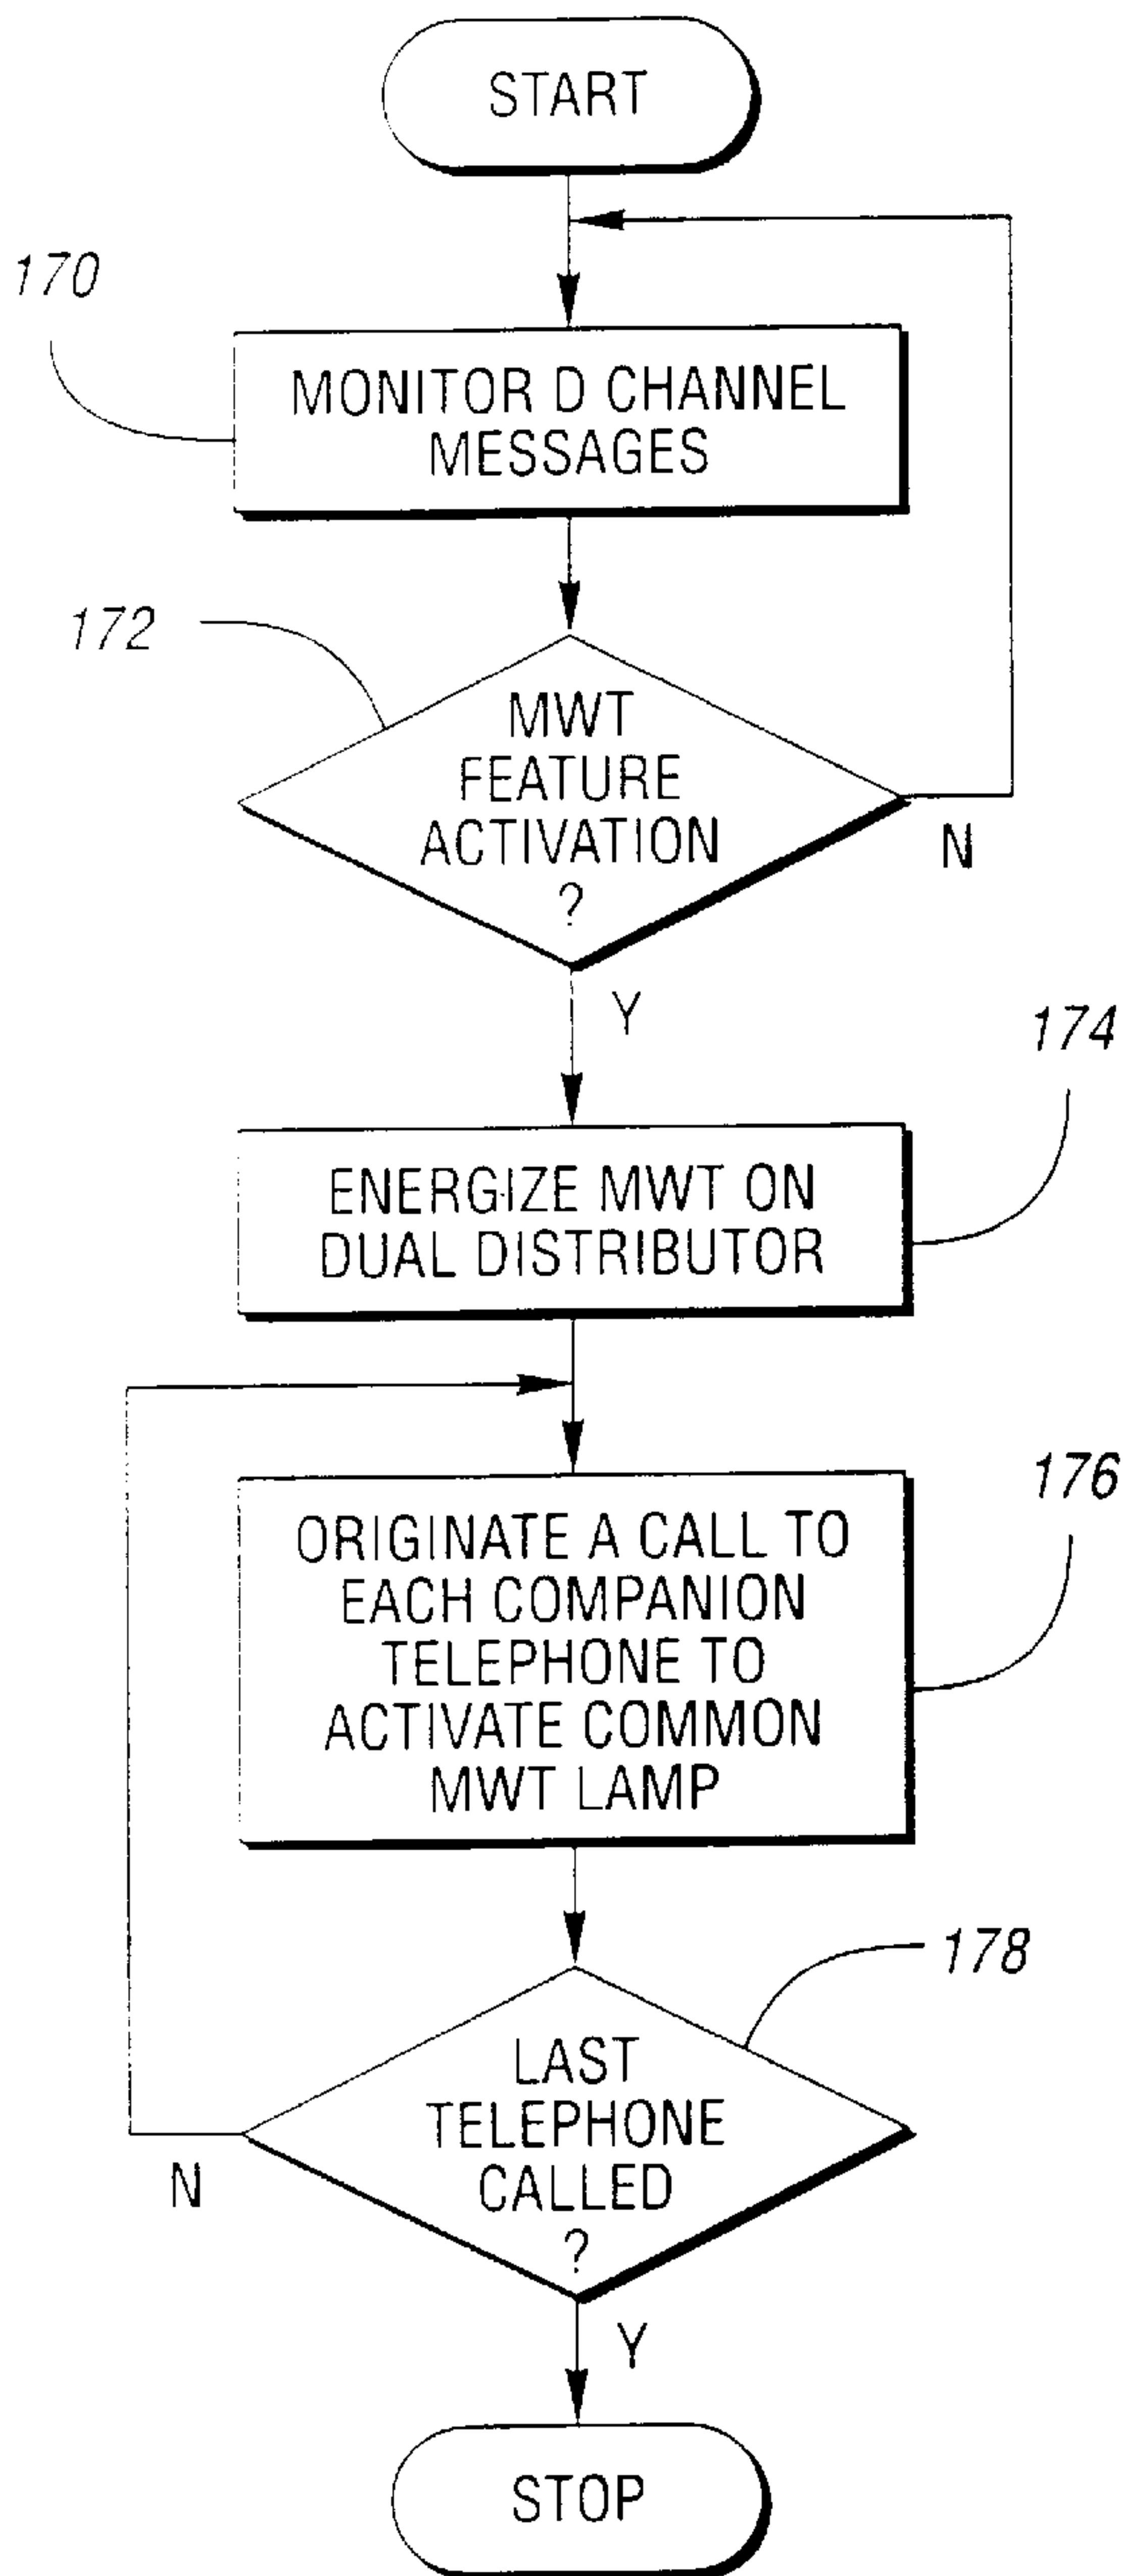 START
170
MONITOR D CHANNEL
MESSAGES
172
MWT
FEATURE
ACTIVATION
?
N
Y
174
ENERGIZE MWT ON
DUAL DISTRIBUTOR
176
ORIGINATE A CALL TO
EACH COMPANION
TELEPHONE TO
ACTIVATE COMMON
MWT LAMP
178
LAST
TELEPHONE
CALLED
?
N
Y
STOP